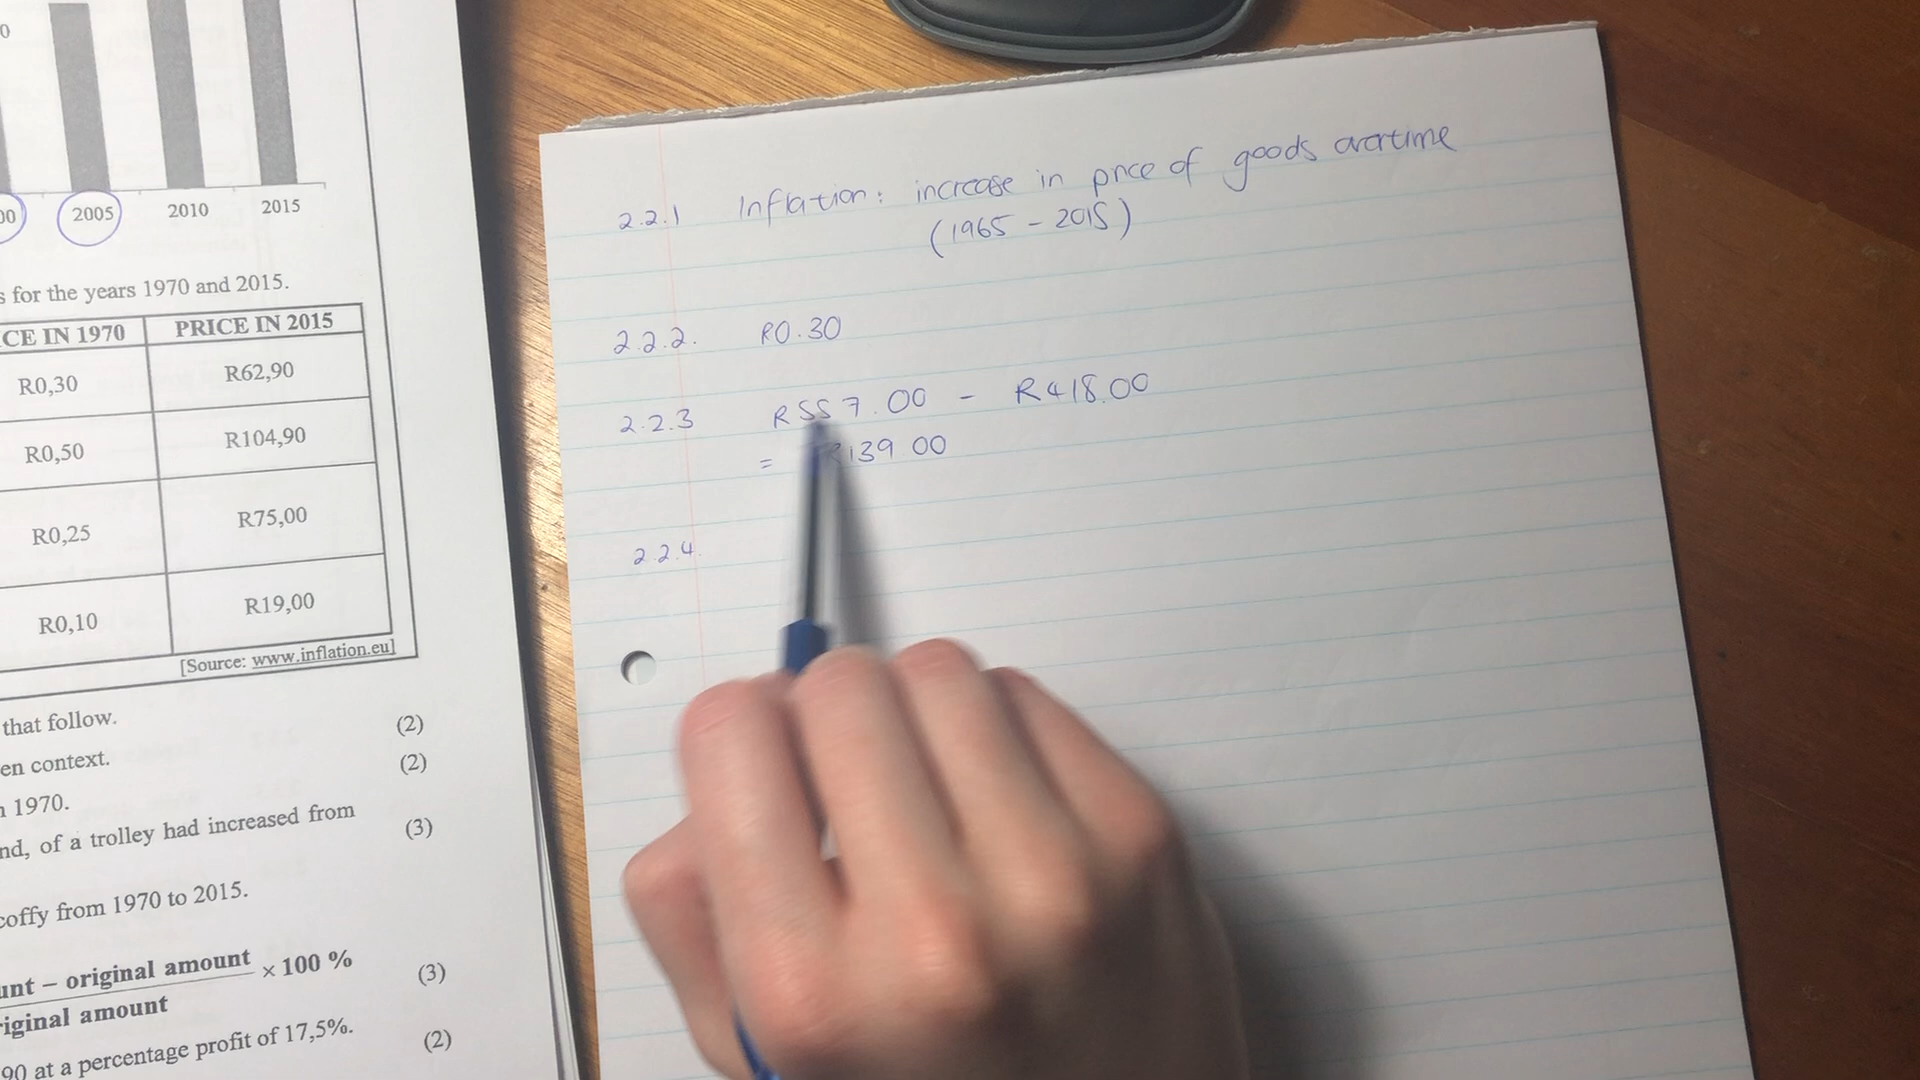 0
00 2005 2010 2015
s for the years 1970 and 2015.
CE IN 1970 PRICE IN 2015
R0,30 R62,90
R0,50 R104,90
R0,25 R75,00
R0,10 R19,00
[Source: www.inflation.eu]
that follow. (2)
en context. (2)
1970.
nd, of a trolley had increased from (3)
coffy from 1970 to 2015.
unt – original amount × 100 % (3)
riginal amount
90 at a percentage profit of 17,5%. (2)
2.2.1 Inflation: increase in price of goods overtime
(1965 - 2015)
2.2.2. R0.30
2.2.3 R557.00 - R418.00
= R139 00
2.2.4.